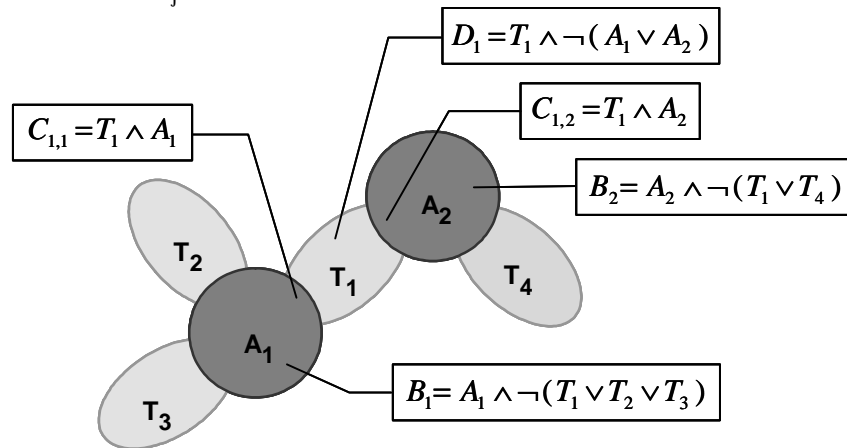 j
D₁ = T₁ ∧ ¬( A₁ ∨ A₂ )
C₁,₂ = T₁ ∧ A₂
C₁,₁ = T₁ ∧ A₁
B₂ = A₂ ∧ ¬( T₁ ∨ T₄ )
A₂
T₂
T₁
T₄
A₁
B₁ = A₁ ∧ ¬( T₁ ∨ T₂ ∨ T₃ )
T₃